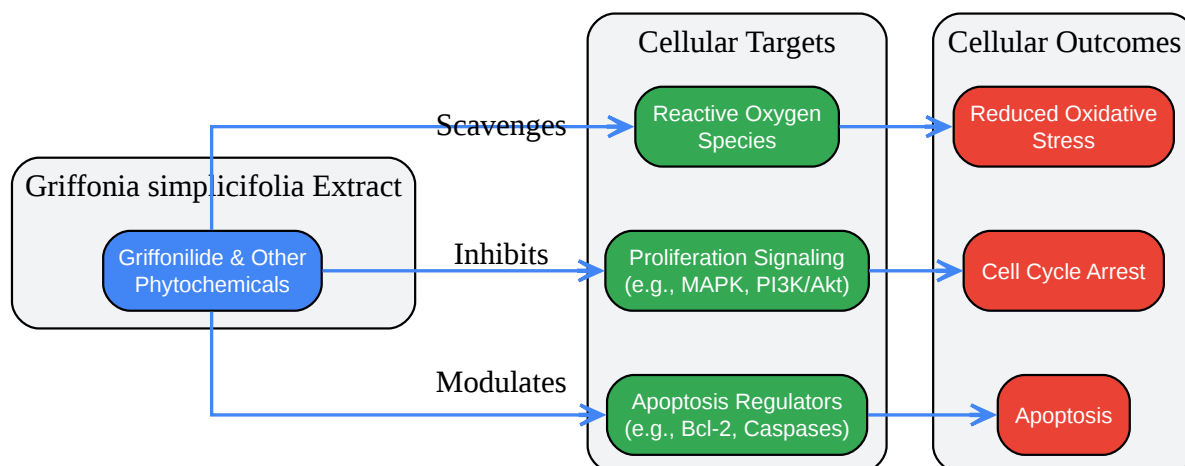 Cellular Targets
Cellular Outcomes
Scavenges
Reactive Oxygen
Species
Reduced Oxidative
Stress
Griffonia simplicifolia Extract
Griffonilide & Other
Phytochemicals
Inhibits
Proliferation Signaling
(e.g., MAPK, PI3K/Akt)
Cell Cycle Arrest
Modulates
Apoptosis Regulators
(e.g., Bcl-2, Caspases)
Apoptosis